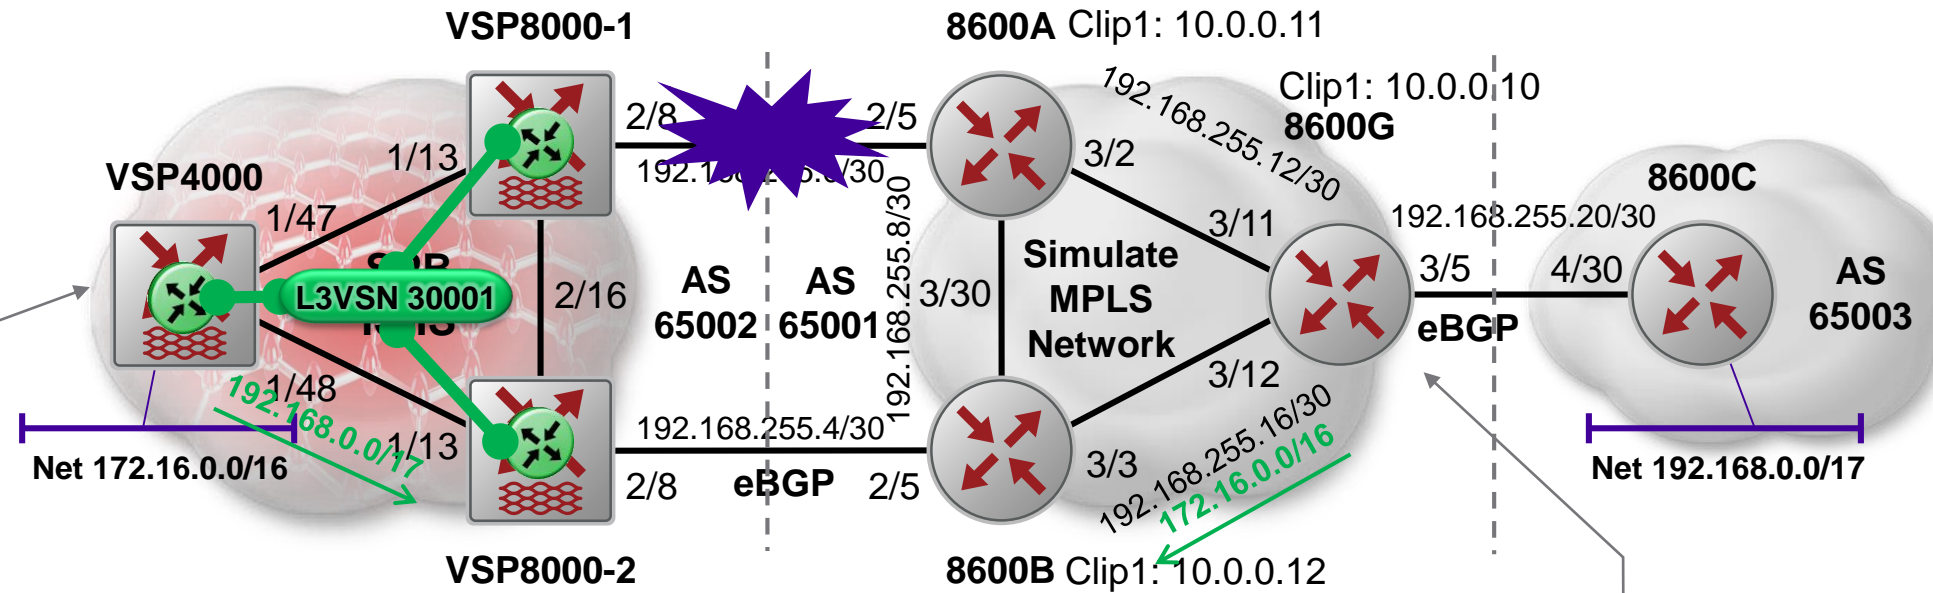 VSP8000-1
8600A Clip1: 10.0.0.11
Clip1: 10.0.0.10
8600G
192.168.255.12/30
2/8
2/5
1/13
3/2
VSP4000
8600C
1/47
192.168.255.8/30
3/11
192.168.255.20/30
Simulate
MPLS
Network
AS
65002
AS
65001
3/5
4/30
AS
65003
L3VSN 30001
2/16
3/30
eBGP
1/48
3/12
192.168.0.0/17
1/13
192.168.255.4/30
192.168.255.16/30
172.16.0.0/16
3/3
Net 172.16.0.0/16
Net 192.168.0.0/17
2/8
eBGP
2/5
VSP8000-2
8600B Clip1: 10.0.0.12